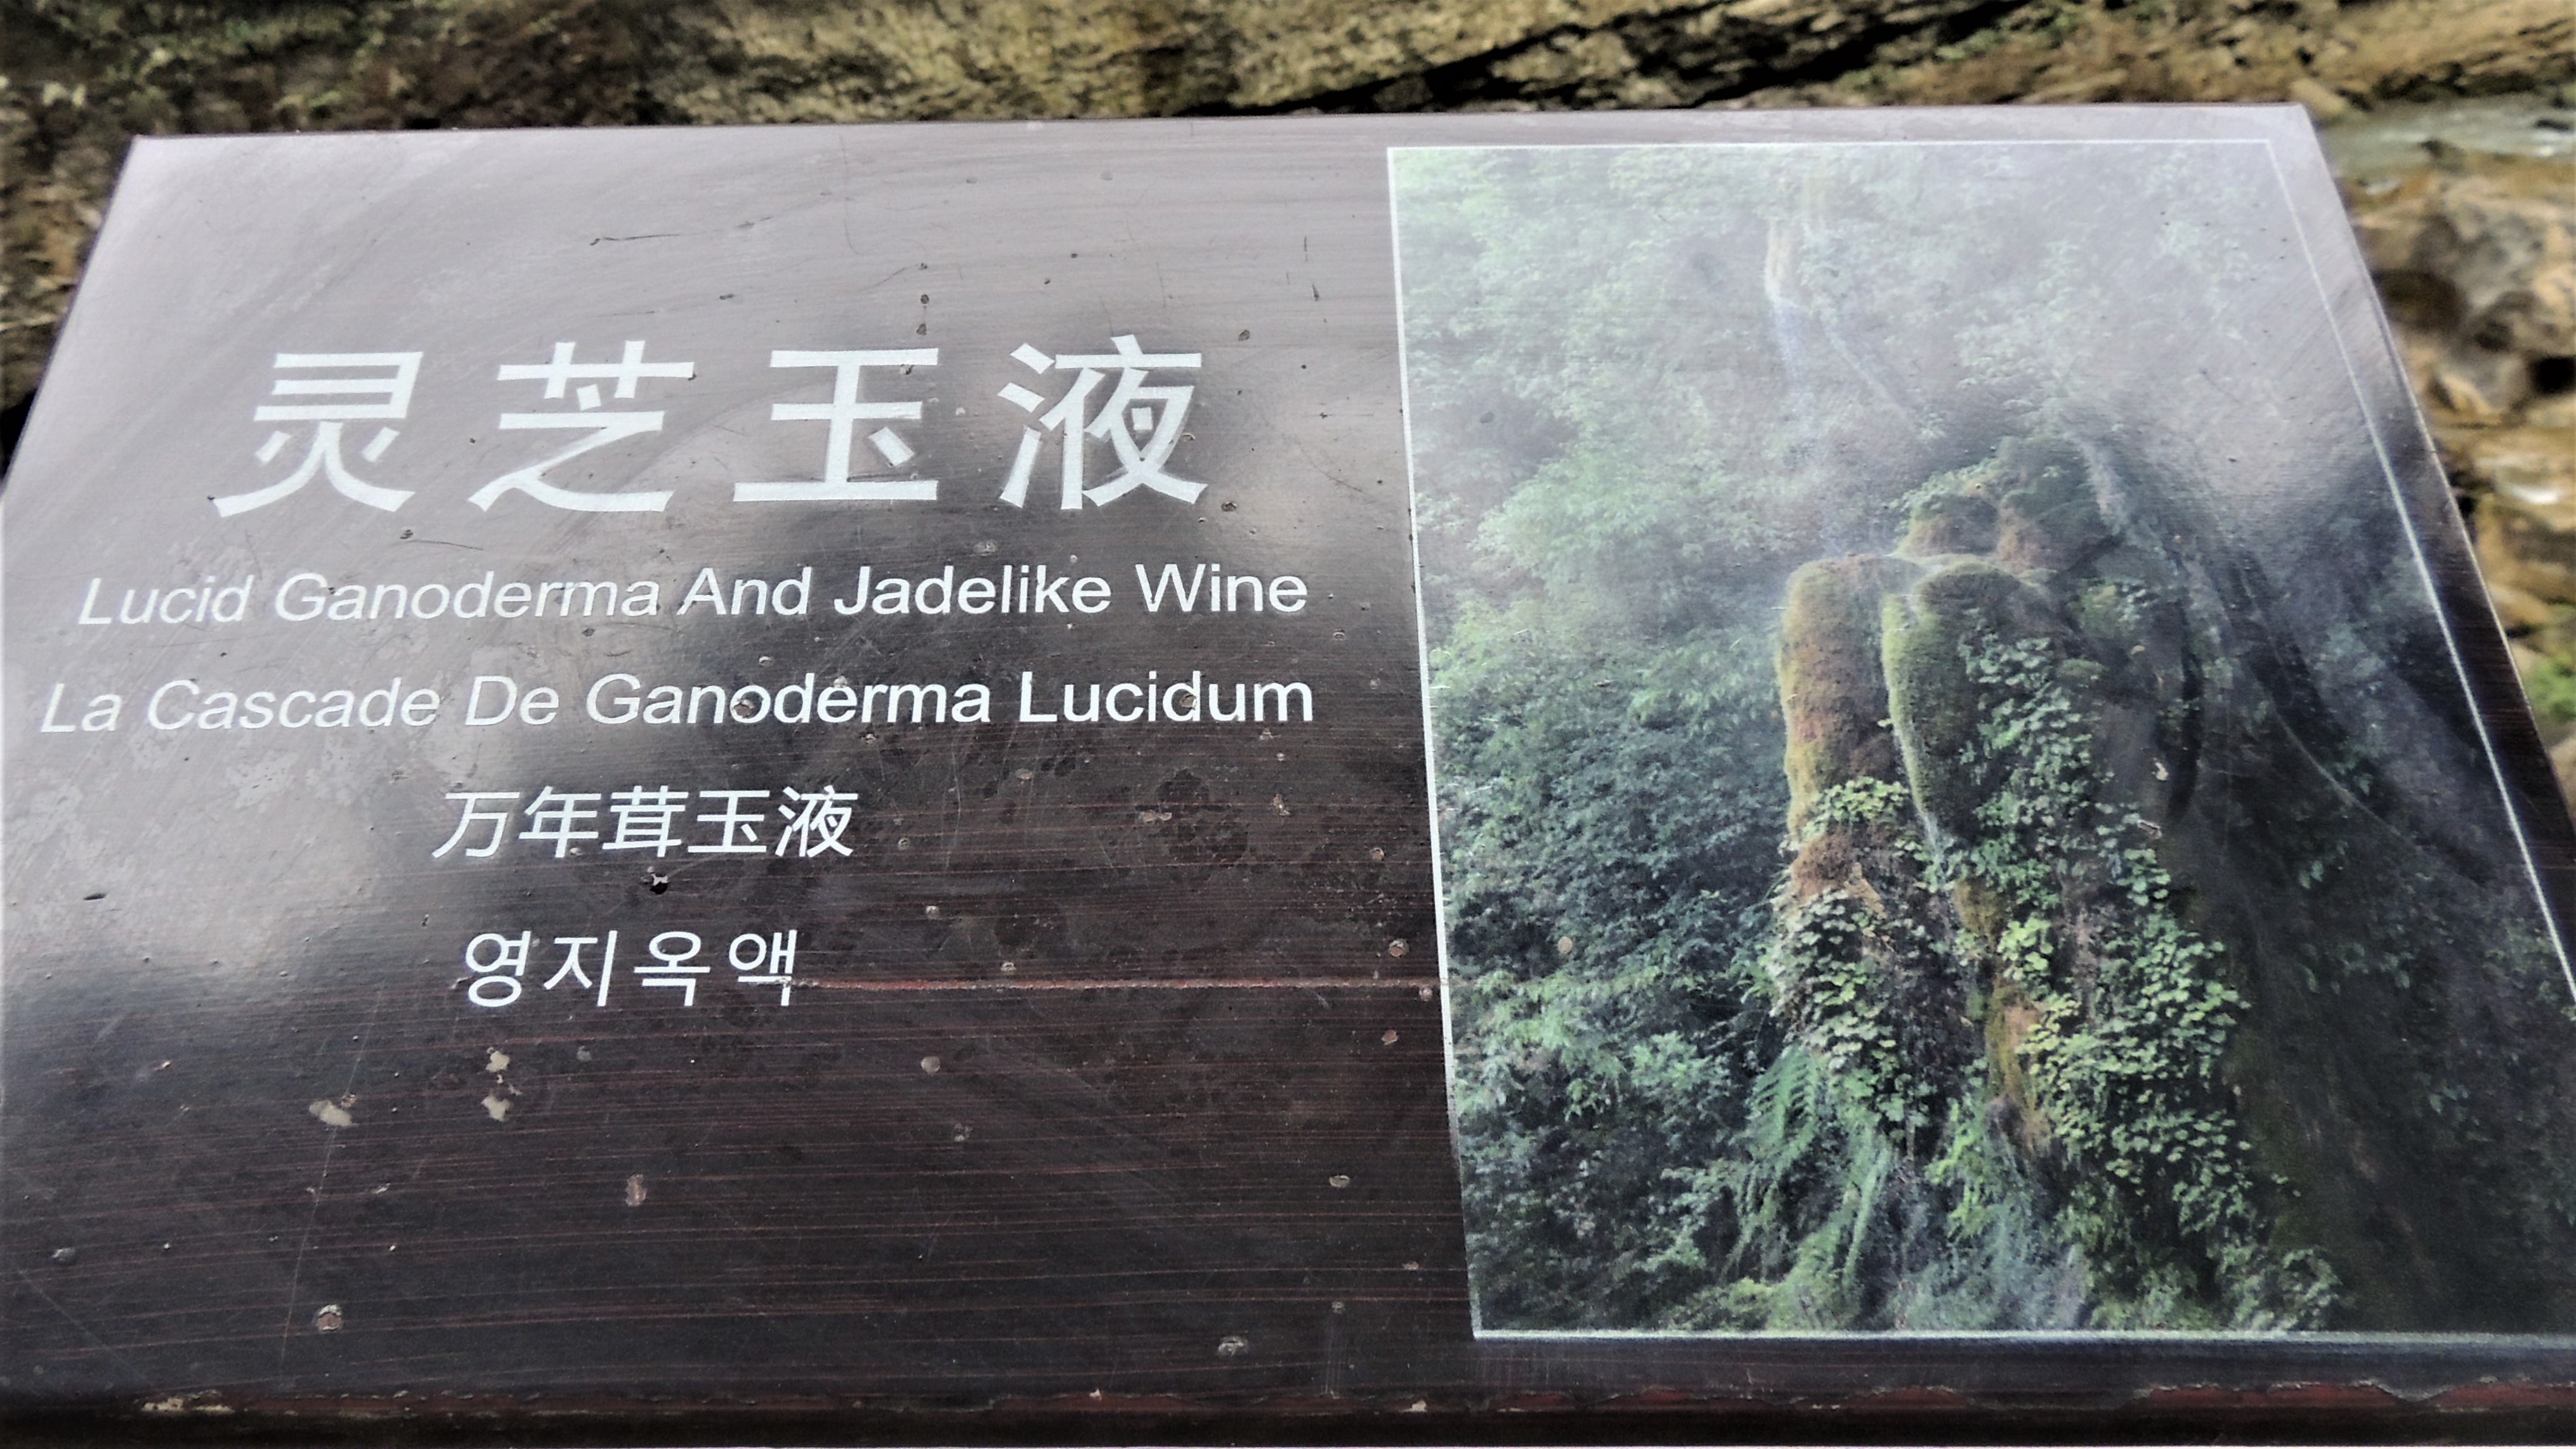 灵芝玉液
Lucid Ganoderma And Jadelike Wine
La Cascade De Ganoderma Lucidum
万年茸玉液
영지옥액